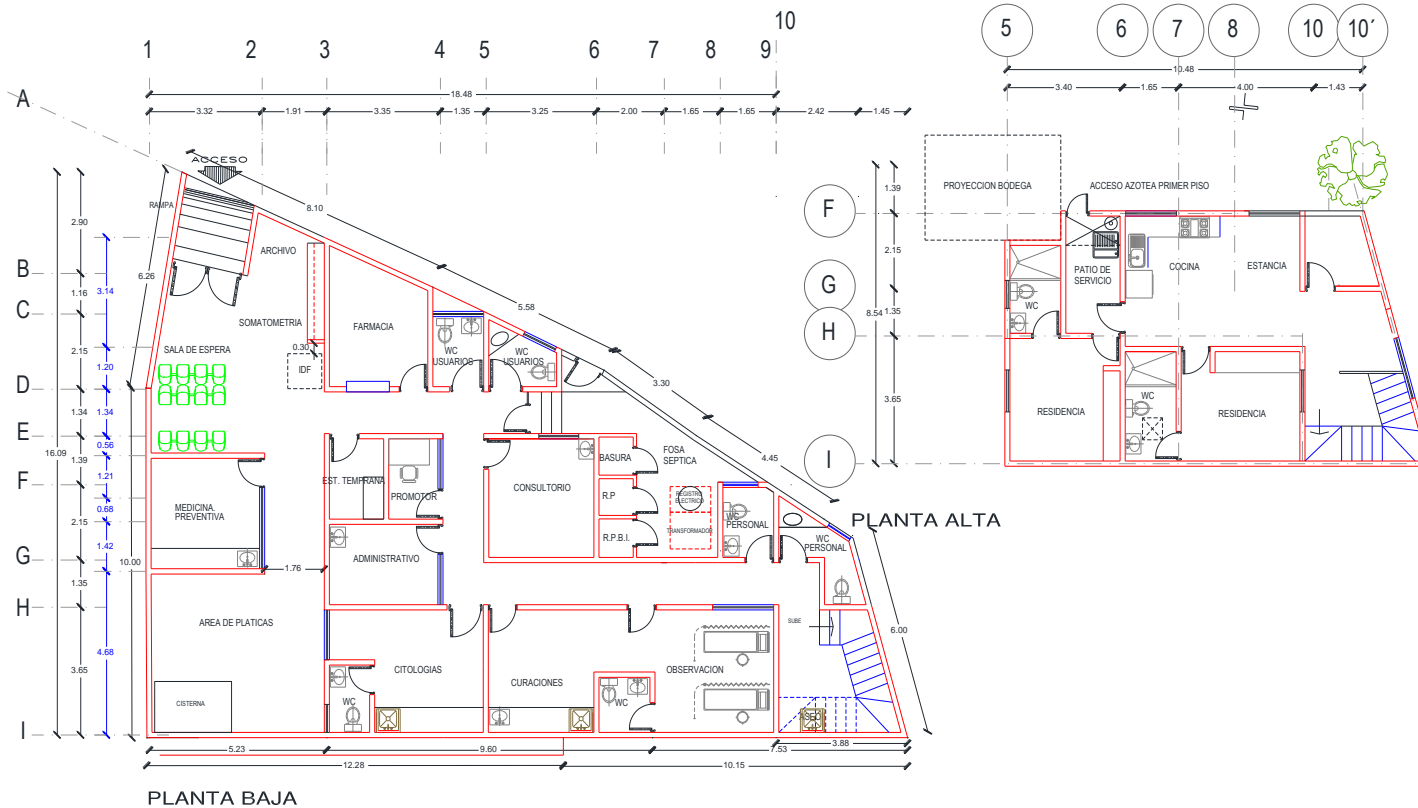 1
2
3
4
5
6
7
8
9
10
18.48
3.32
1.91
3.35
1.35
3.25
2.00
1.65
1.65
2.42
1.45
A
B
C
D
E
F
G
H
I
16.09
2.90
1.16
2.15
1.34
1.39
2.15
1.35
3.65
3.14
1.20
1.34
0.56
1.21
0.68
1.42
4.68
6.26
10.00
ACCESO
RAMPA
8.10
5.58
3.30
4.45
6.00
ARCHIVO
SOMATOMETRIA
SALA DE ESPERA
0.30
IDF
FARMACIA
WC
USUARIOS
WC
USUARIOS
MEDICINA.
PREVENTIVA
EST. TEMPRANA
PROMOTOR
ADMINISTRATIVO
CONSULTORIO
BASURA
R.P
R.P.B.I.
FOSA
SEPTICA
REGISTRO
ELECTRICO
TRANSFORMADOR
WC
PERSONAL
WC
PERSONAL
1.76
AREA DE PLATICAS
CISTERNA
WC
CITOLOGIAS
CURACIONES
WC
OBSERVACION
SUBE
ASEO
5.23
9.60
7.53
3.88
12.28
10.15
PLANTA BAJA
5
6
7
8
10
10´
10.48
3.40
1.65
4.00
1.43
F
G
H
I
8.54
1.39
2.15
1.35
3.65
PROYECCION BODEGA
ACCESO AZOTEA PRIMER PISO
PATIO DE
SERVICIO
COCINA
ESTANCIA
WC
RESIDENCIA
WC
RESIDENCIA
PLANTA ALTA